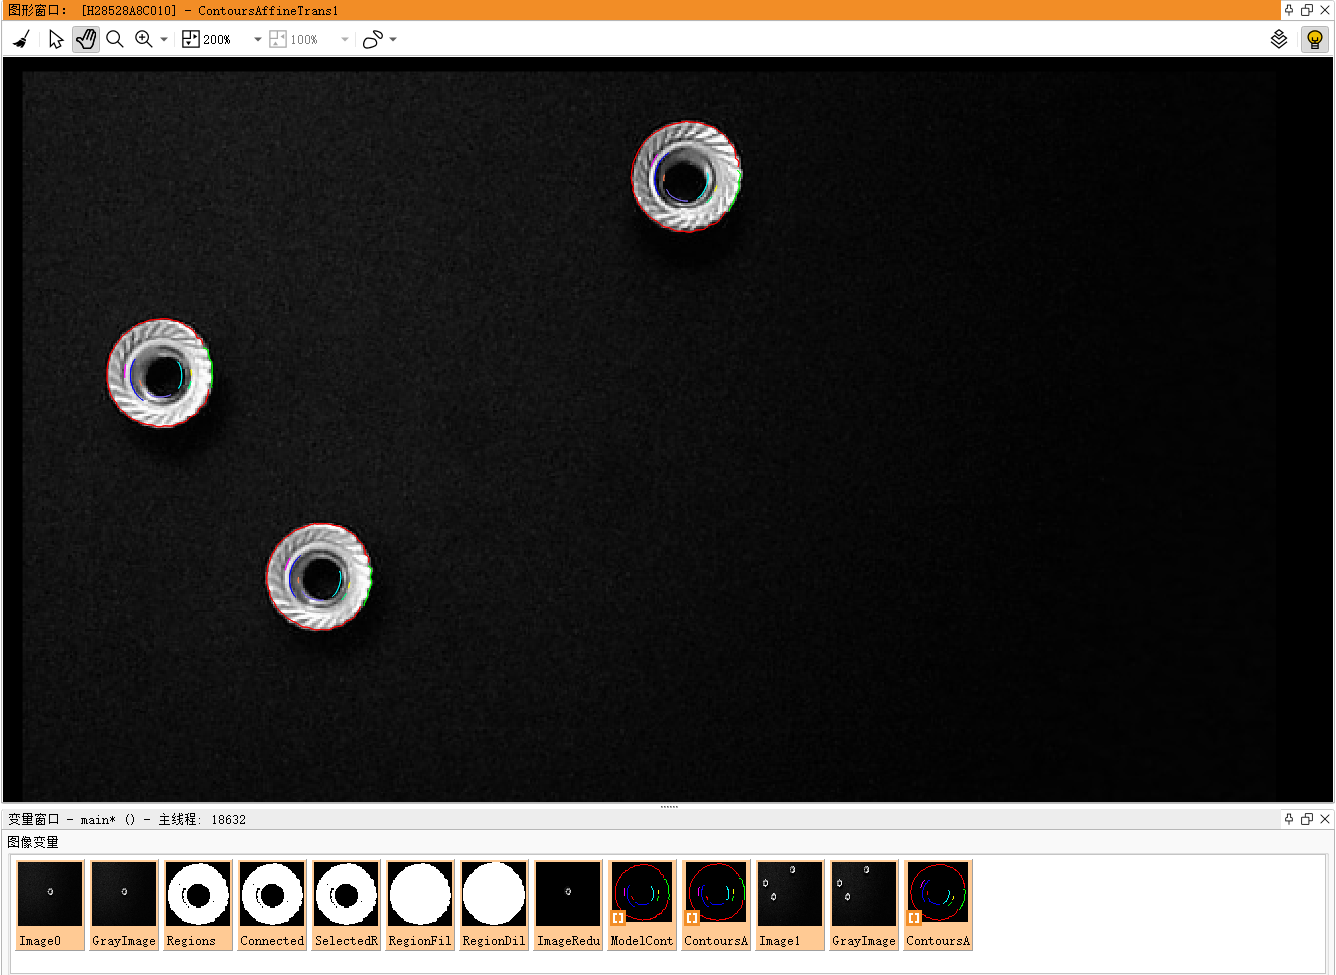 图形窗口: [H28528A8C010] - ContoursAffineTrans1
200% 100%
变量窗口 - main* () - 主线程: 18632
图像变量
Image0 GrayImage Regions Connected SelectedR RegionFil RegionDil ImageRedu ModelCont ContoursA Image1 GrayImage ContoursA